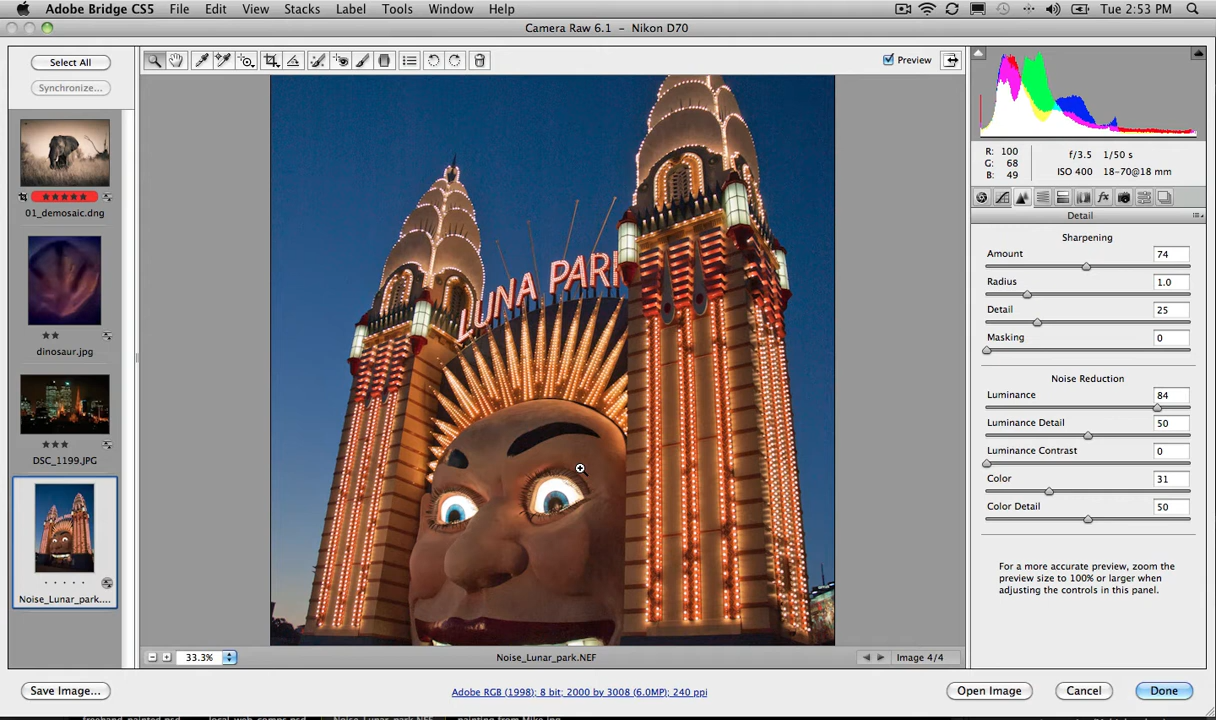 Adobe Bridge CS5 File Edit View Stacks Label Tools Window Help Tue 2:53 PM
Camera Raw 6.1 – Nikon D70
Select All
Synchronize...
Preview
01_demosaic.dng
dinosaur.jpg
DSC_1199.JPG
Noise_Lunar_park....
LUNA PARK
R: 100
G: 68
B: 49
f/3.5 1/50 s
ISO 400 18-70@18 mm
fx
Detail
Sharpening
Amount 74
Radius 1.0
Detail 25
Masking 0
Noise Reduction
Luminance 84
Luminance Detail 50
Luminance Contrast 0
Color 31
Color Detail 50
For a more accurate preview, zoom the
preview size to 100% or larger when
adjusting the controls in this panel.
33.3% Noise_Lunar_park.NEF Image 4/4
Save Image... Adobe RGB (1998); 8 bit; 2000 by 3008 (6.0MP); 240 ppi Open Image Cancel Done